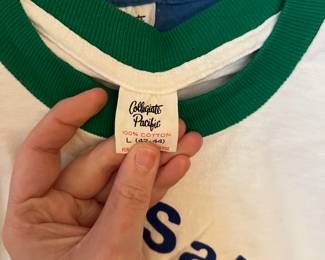 Collegiate
Pacific
100% COTTON
L (42-44)
Sa